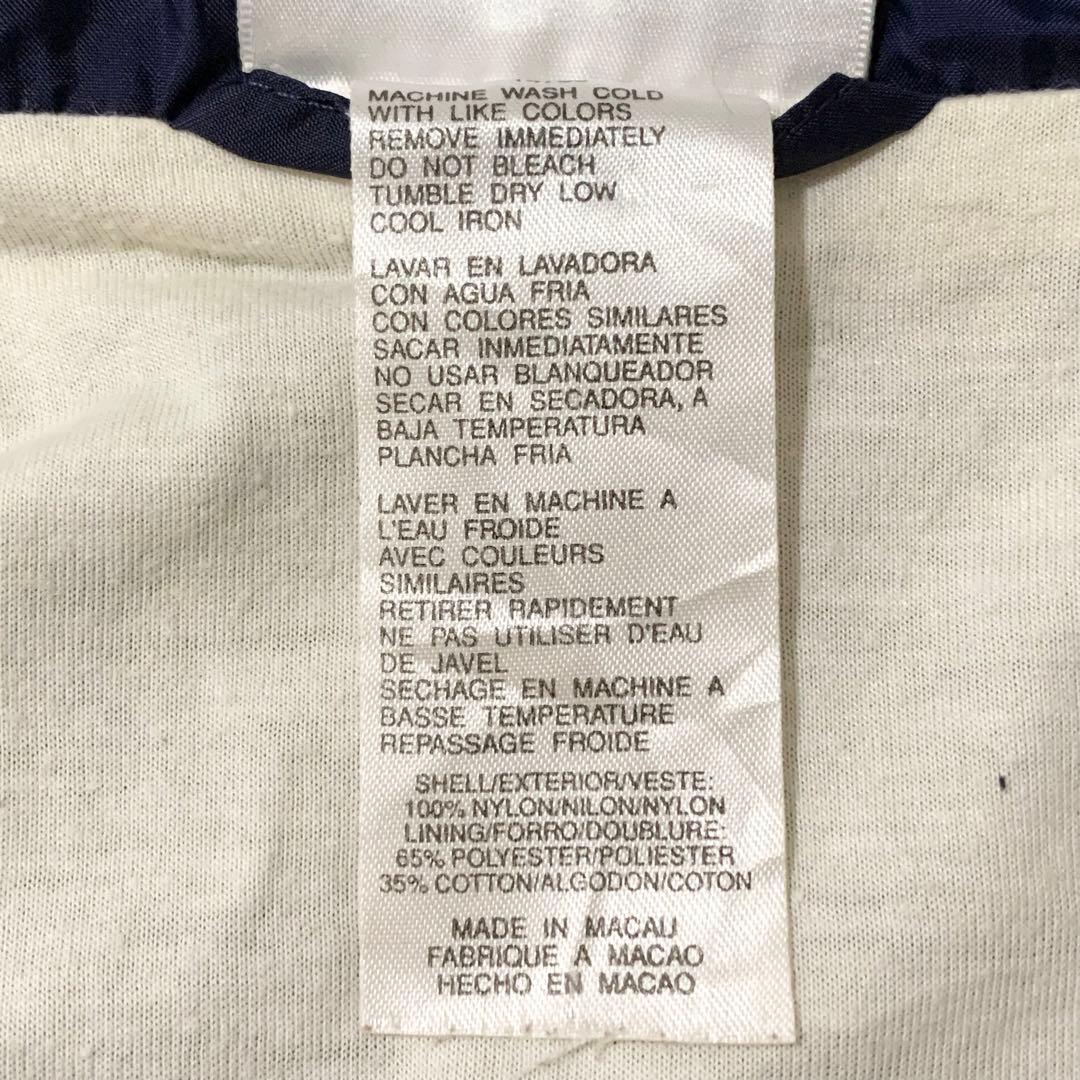 MACHINE WASH COLD
WITH LIKE COLORS
REMOVE IMMEDIATELY
DO NOT BLEACH
TUMBLE DRY LOW
COOL IRON
LAVAR EN LAVADORA
CON AGUA FRIA
CON COLORES SIMILARES
SACAR INMEDIATAMENTE
NO USAR BLANQUEADOR
SECAR EN SECADORA, A
BAJA TEMPERATURA
PLANCHA FRIA
LAVER EN MACHINE A
L'EAU FROIDE
AVEC COULEURS
SIMILAIRES
RETIRER RAPIDEMENT
NE PAS UTILISER D'EAU
DE JAVEL
SECHAGE EN MACHINE A
BASSE TEMPERATURE
REPASSAGE FROIDE
SHELL/EXTERIOR/VESTE:
100% NYLON/NILON/NYLON
LINING/FORRO/DOUBLURE:
65% POLYESTER/POLIESTER
35% COTTON/ALGODON/COTON
MADE IN MACAU
FABRIQUE A MACAO
HECHO EN MACAO